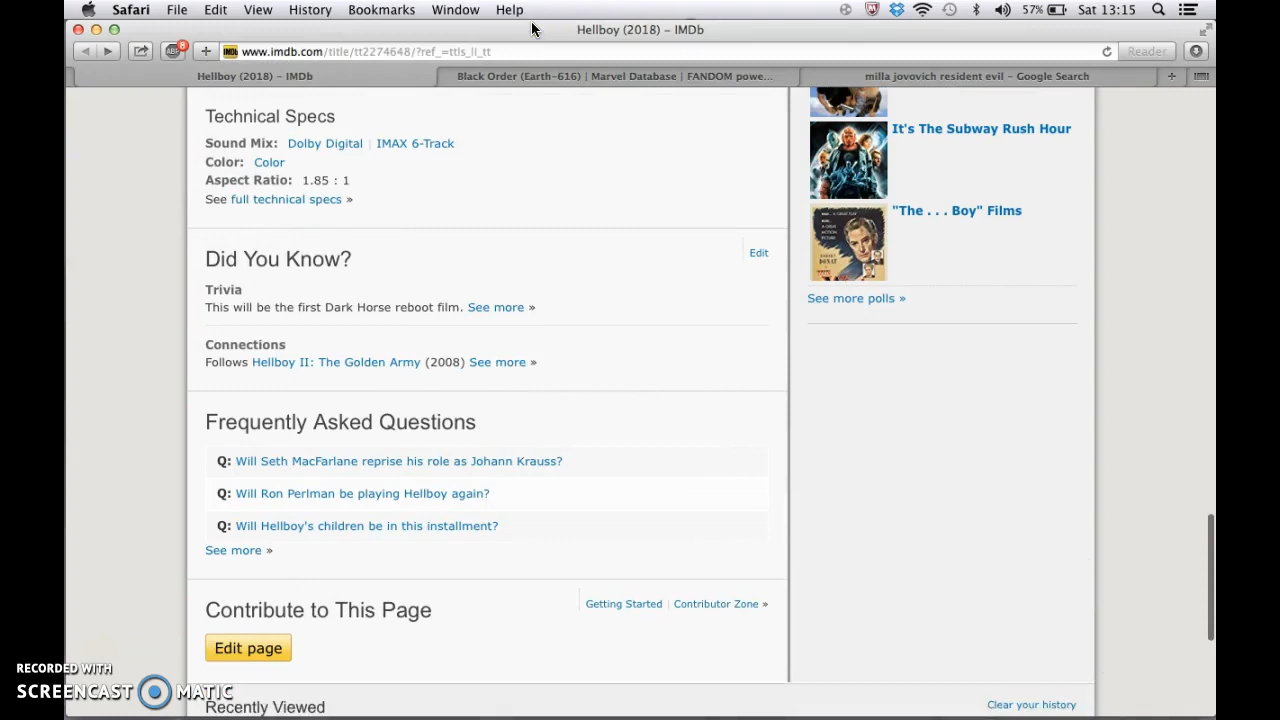 Safari File Edit View History Bookmarks Window Help 57% Sat 13:15
Hellboy (2018) – IMDb
ABP 8 www.imdb.com/title/tt2274648/?ref_=ttls_li_tt Reader
Hellboy (2018) – IMDb Black Order (Earth-616) | Marvel Database | FANDOM powe... milla jovovich resident evil – Google Search
Technical Specs
Sound Mix: Dolby Digital | IMAX 6-Track
Color: Color
Aspect Ratio: 1.85 : 1
See full technical specs »
Did You Know?
Edit
Trivia
This will be the first Dark Horse reboot film. See more »
Connections
Follows Hellboy II: The Golden Army (2008) See more »
Frequently Asked Questions
Q: Will Seth MacFarlane reprise his role as Johann Krauss?
Q: Will Ron Perlman be playing Hellboy again?
Q: Will Hellboy's children be in this installment?
See more »
Contribute to This Page
Getting Started | Contributor Zone »
Edit page
Recently Viewed
Clear your history
It's The Subway Rush Hour
"The . . . Boy" Films
See more polls »
RECORDED WITH
SCREENCAST MATIC